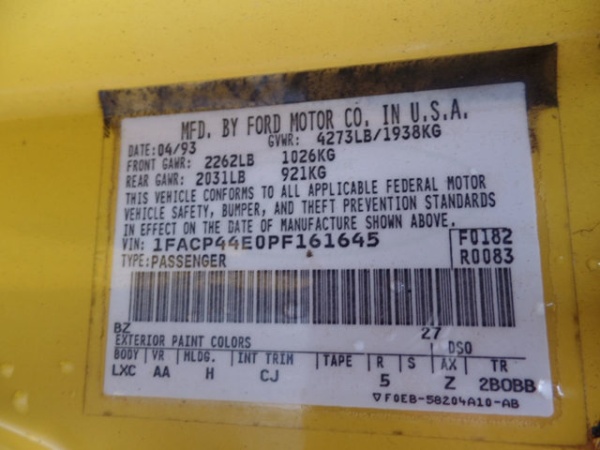 MFD. BY FORD MOTOR CO. IN U.S.A.
DATE: 04/93 GVWR: 4273LB/1938KG
FRONT GAWR: 2262LB 1026KG
REAR GAWR: 2031LB 921KG
THIS VEHICLE CONFORMS TO ALL APPLICABLE FEDERAL MOTOR
VEHICLE SAFETY, BUMPER, AND THEFT PREVENTION STANDARDS
IN EFFECT ON THE DATE OF MANUFACTURE SHOWN ABOVE.
VIN: 1FACP44E0PF161645 F0182
TYPE: PASSENGER R0083
BZ 27
EXTERIOR PAINT COLORS DSO
BODY VR MLDG. INT TRIM TAPE R S AX TR
LXC AA H CJ 5 Z 2B0BB
▽F0EB-58204A10-AB